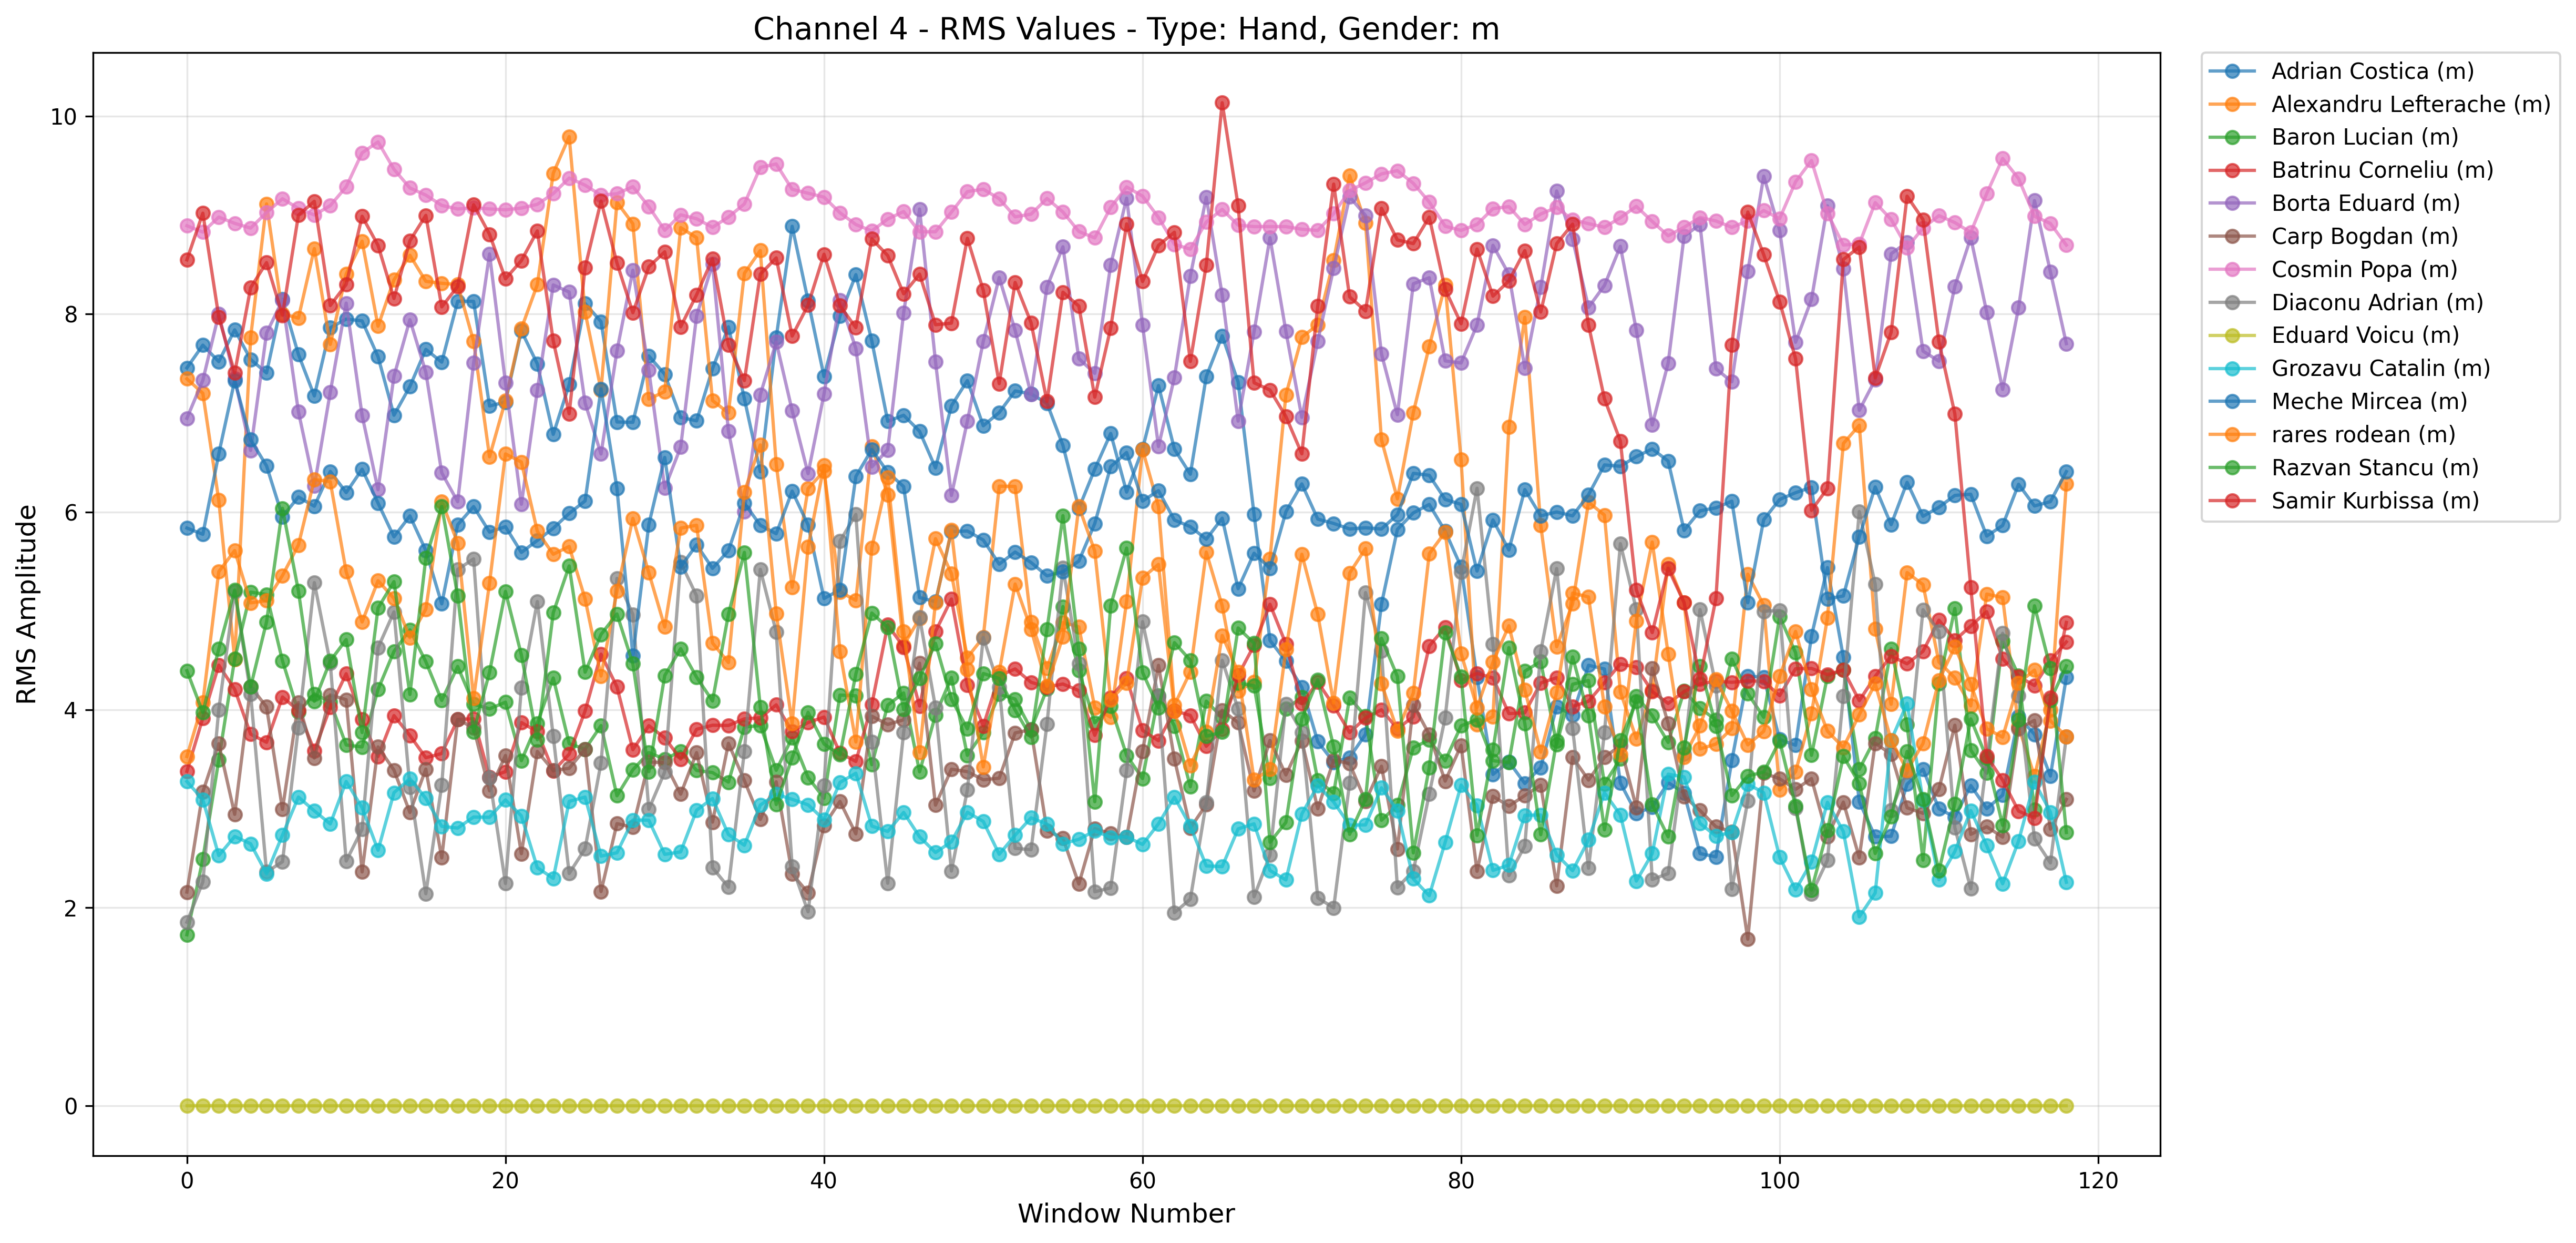 Channel 4 - RMS Values - Type: Hand, Gender: m
RMS Amplitude
10
8
6
4
2
0
0 20 40 60 80 100 120
Window Number
Adrian Costica (m)
Alexandru Lefterache (m)
Baron Lucian (m)
Batrinu Corneliu (m)
Borta Eduard (m)
Carp Bogdan (m)
Cosmin Popa (m)
Diaconu Adrian (m)
Eduard Voicu (m)
Grozavu Catalin (m)
Meche Mircea (m)
rares rodean (m)
Razvan Stancu (m)
Samir Kurbissa (m)